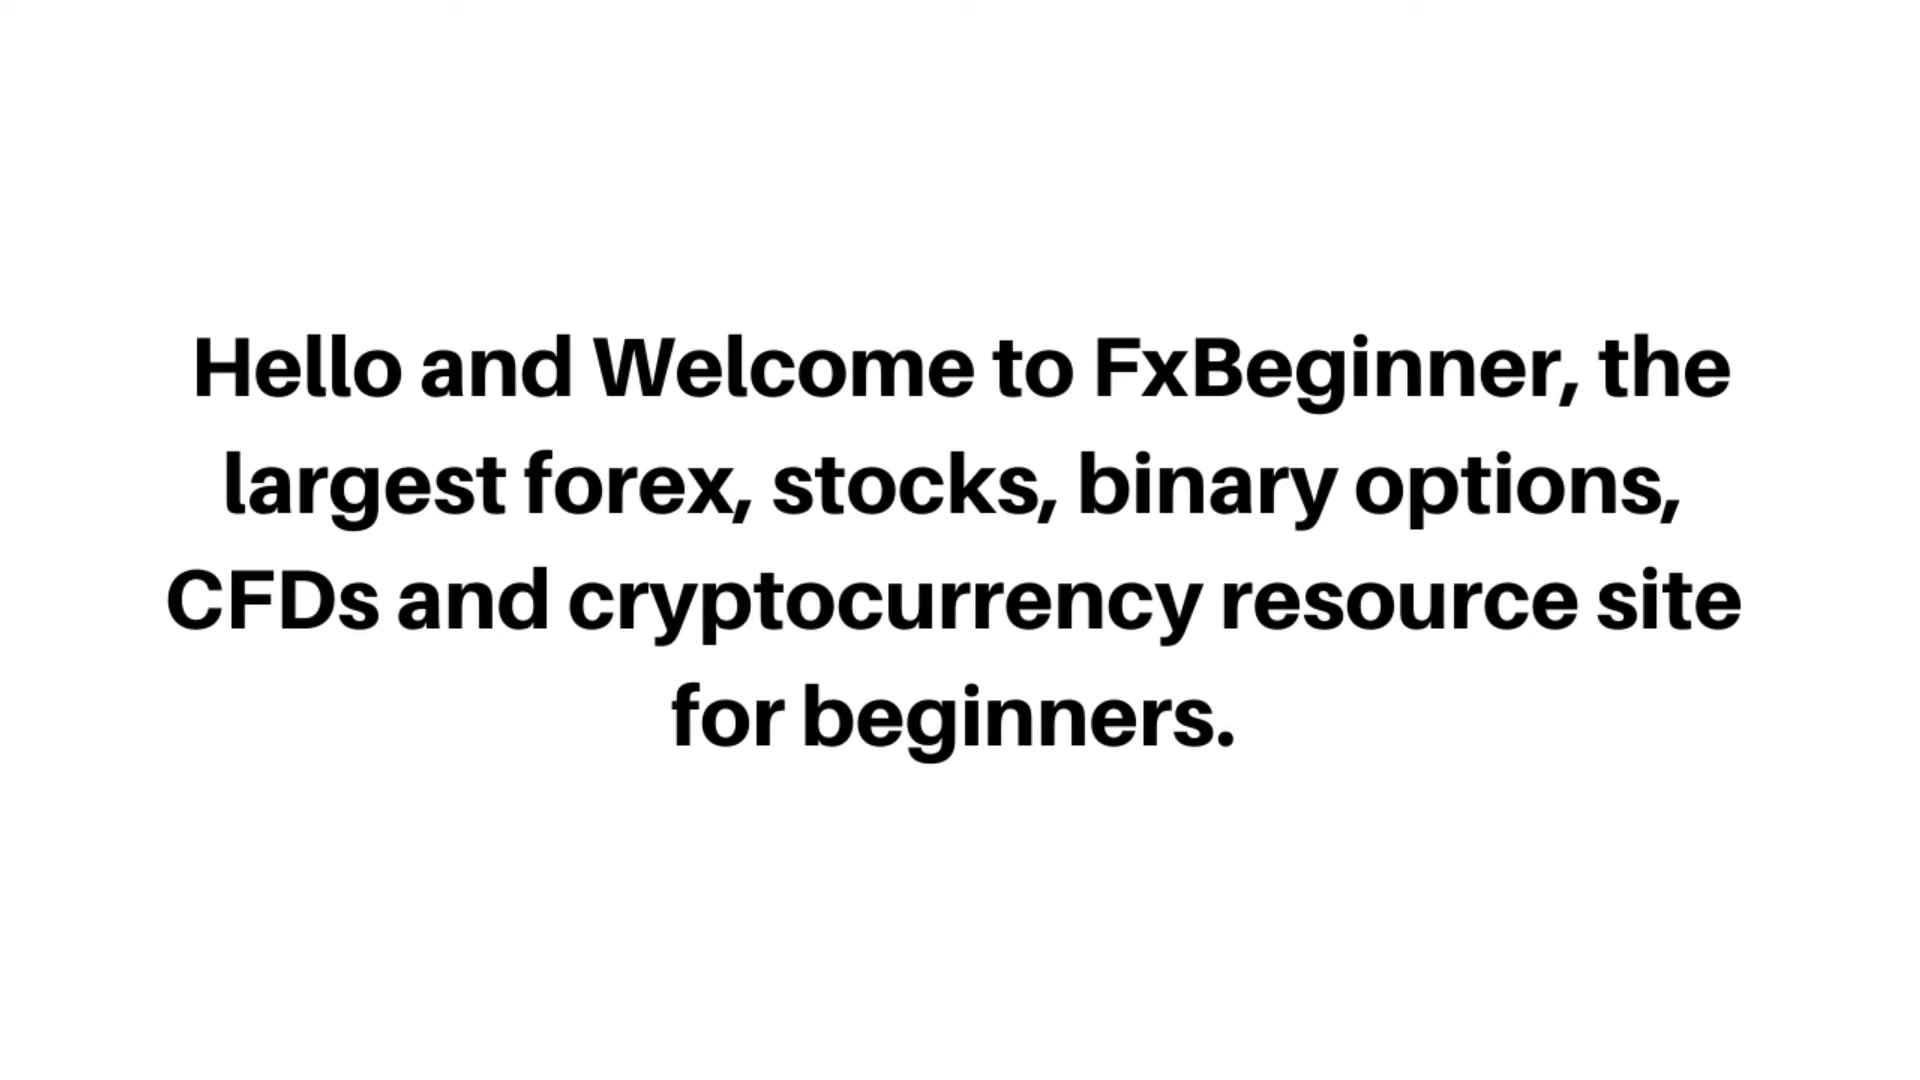 Hello and Welcome to FxBeginner, the
largest forex, stocks, binary options,
CFDs and cryptocurrency resource site
for beginners.